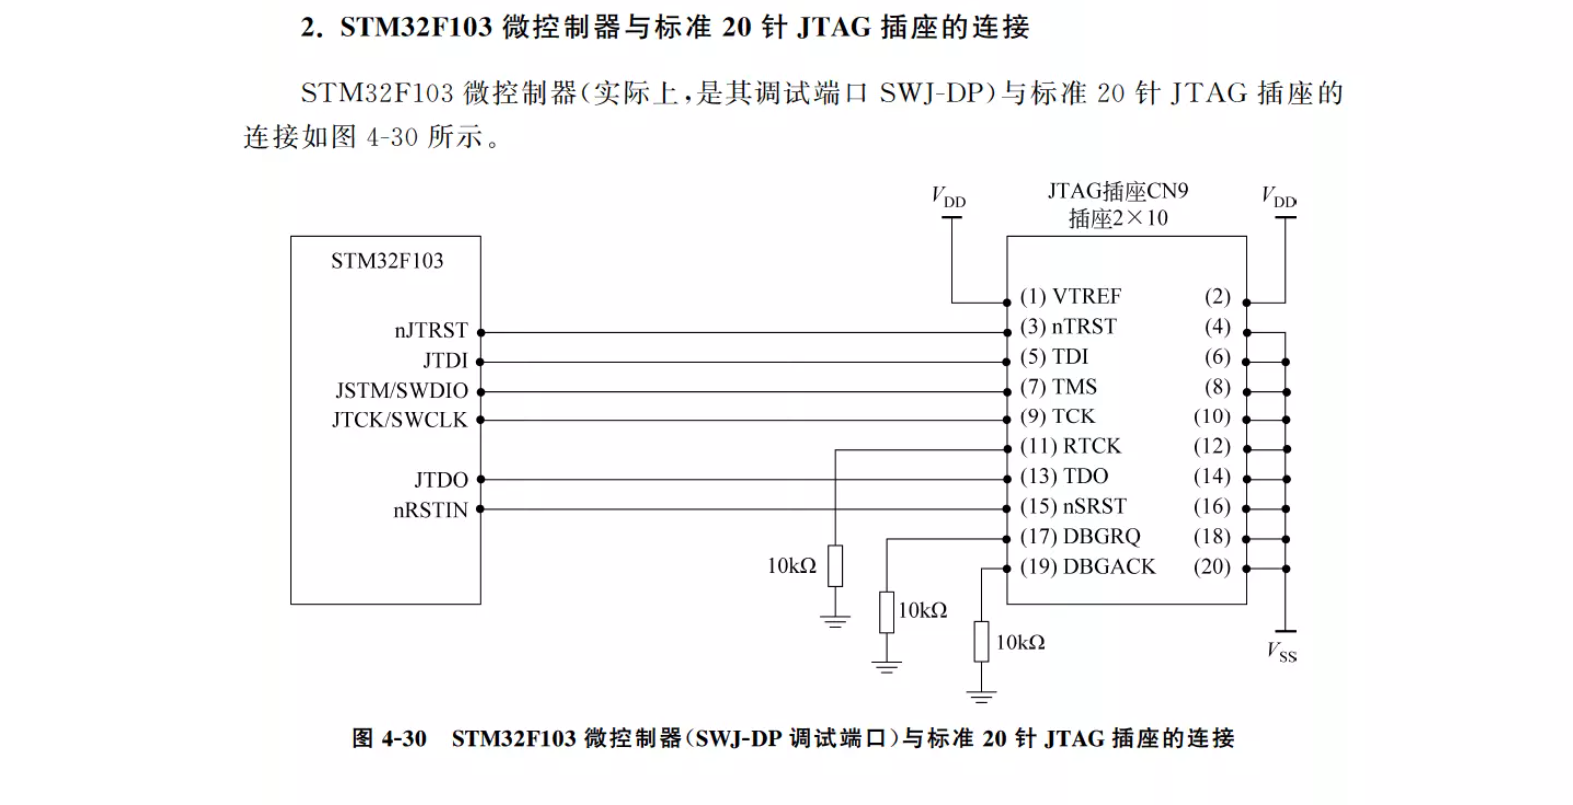 2. STM32F103 微控制器与标准 20 针 JTAG 插座的连接
STM32F103 微控制器(实际上,是其调试端口 SWJ-DP)与标准 20 针 JTAG 插座的
连接如图 4-30 所示。
VDD
JTAG插座CN9
插座2×10
VDD
STM32F103
(1) VTREF (2)
nJTRST (3) nTRST (4)
JTDI (5) TDI (6)
JSTM/SWDIO (7) TMS (8)
JTCK/SWCLK (9) TCK (10)
(11) RTCK (12)
JTDO (13) TDO (14)
nRSTIN (15) nSRST (16)
(17) DBGRQ (18)
10kΩ (19) DBGACK (20)
10kΩ
10kΩ
VSS
图 4-30 STM32F103 微控制器(SWJ-DP 调试端口)与标准 20 针 JTAG 插座的连接